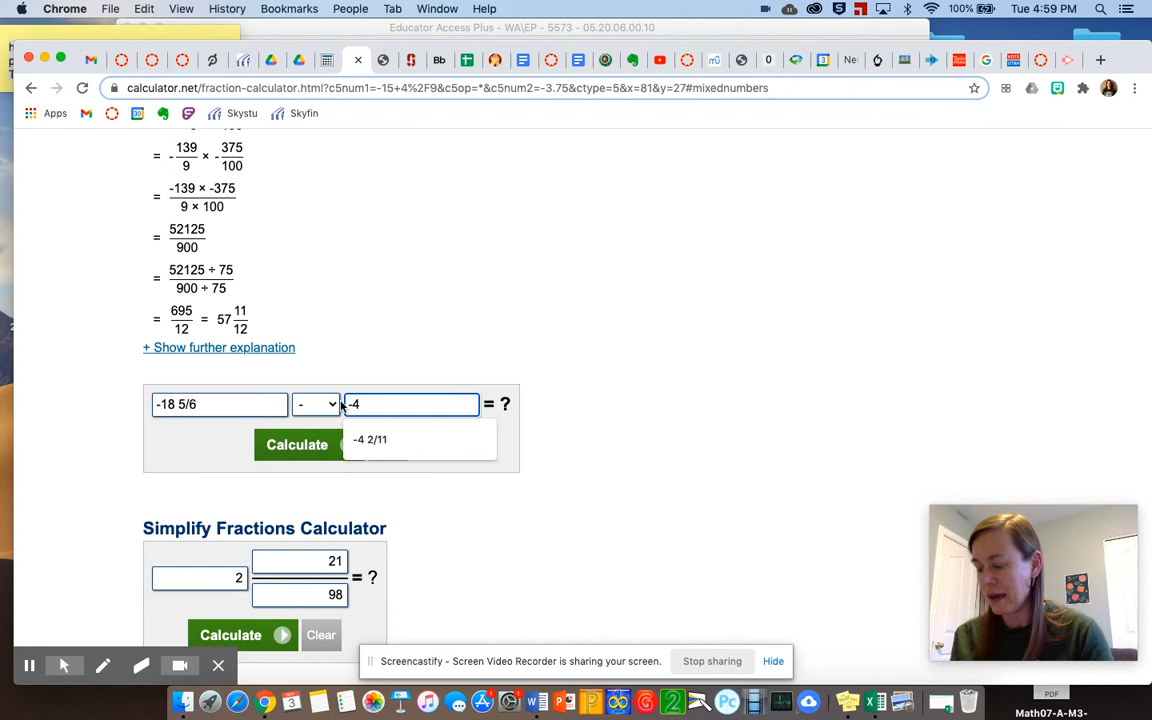 Chrome File Edit View History Bookmarks People Tab Window Help 100% Tue 4:59 PM
Educator Access Plus - WA\EP - 5573 - 05.20.06.00.10
calculator.net/fraction-calculator.html?c5num1=-15+4%2F9&c5op=*&c5num2=-3.75&ctype=5&x=81&y=27#mixednumbers
Apps Skystu Skyfin
= - 139/9 × - 375/100
= -139 × -375 / 9 × 100
= 52125/900
= 52125 ÷ 75 / 900 ÷ 75
= 695/12 = 57 11/12
+ Show further explanation
-18 5/6 - -4 = ?
-4 2/11
Calculate
Simplify Fractions Calculator
2 21/98 = ?
Calculate Clear
Screencastify - Screen Video Recorder is sharing your screen. Stop sharing Hide
PDF
Math07-A-M3-